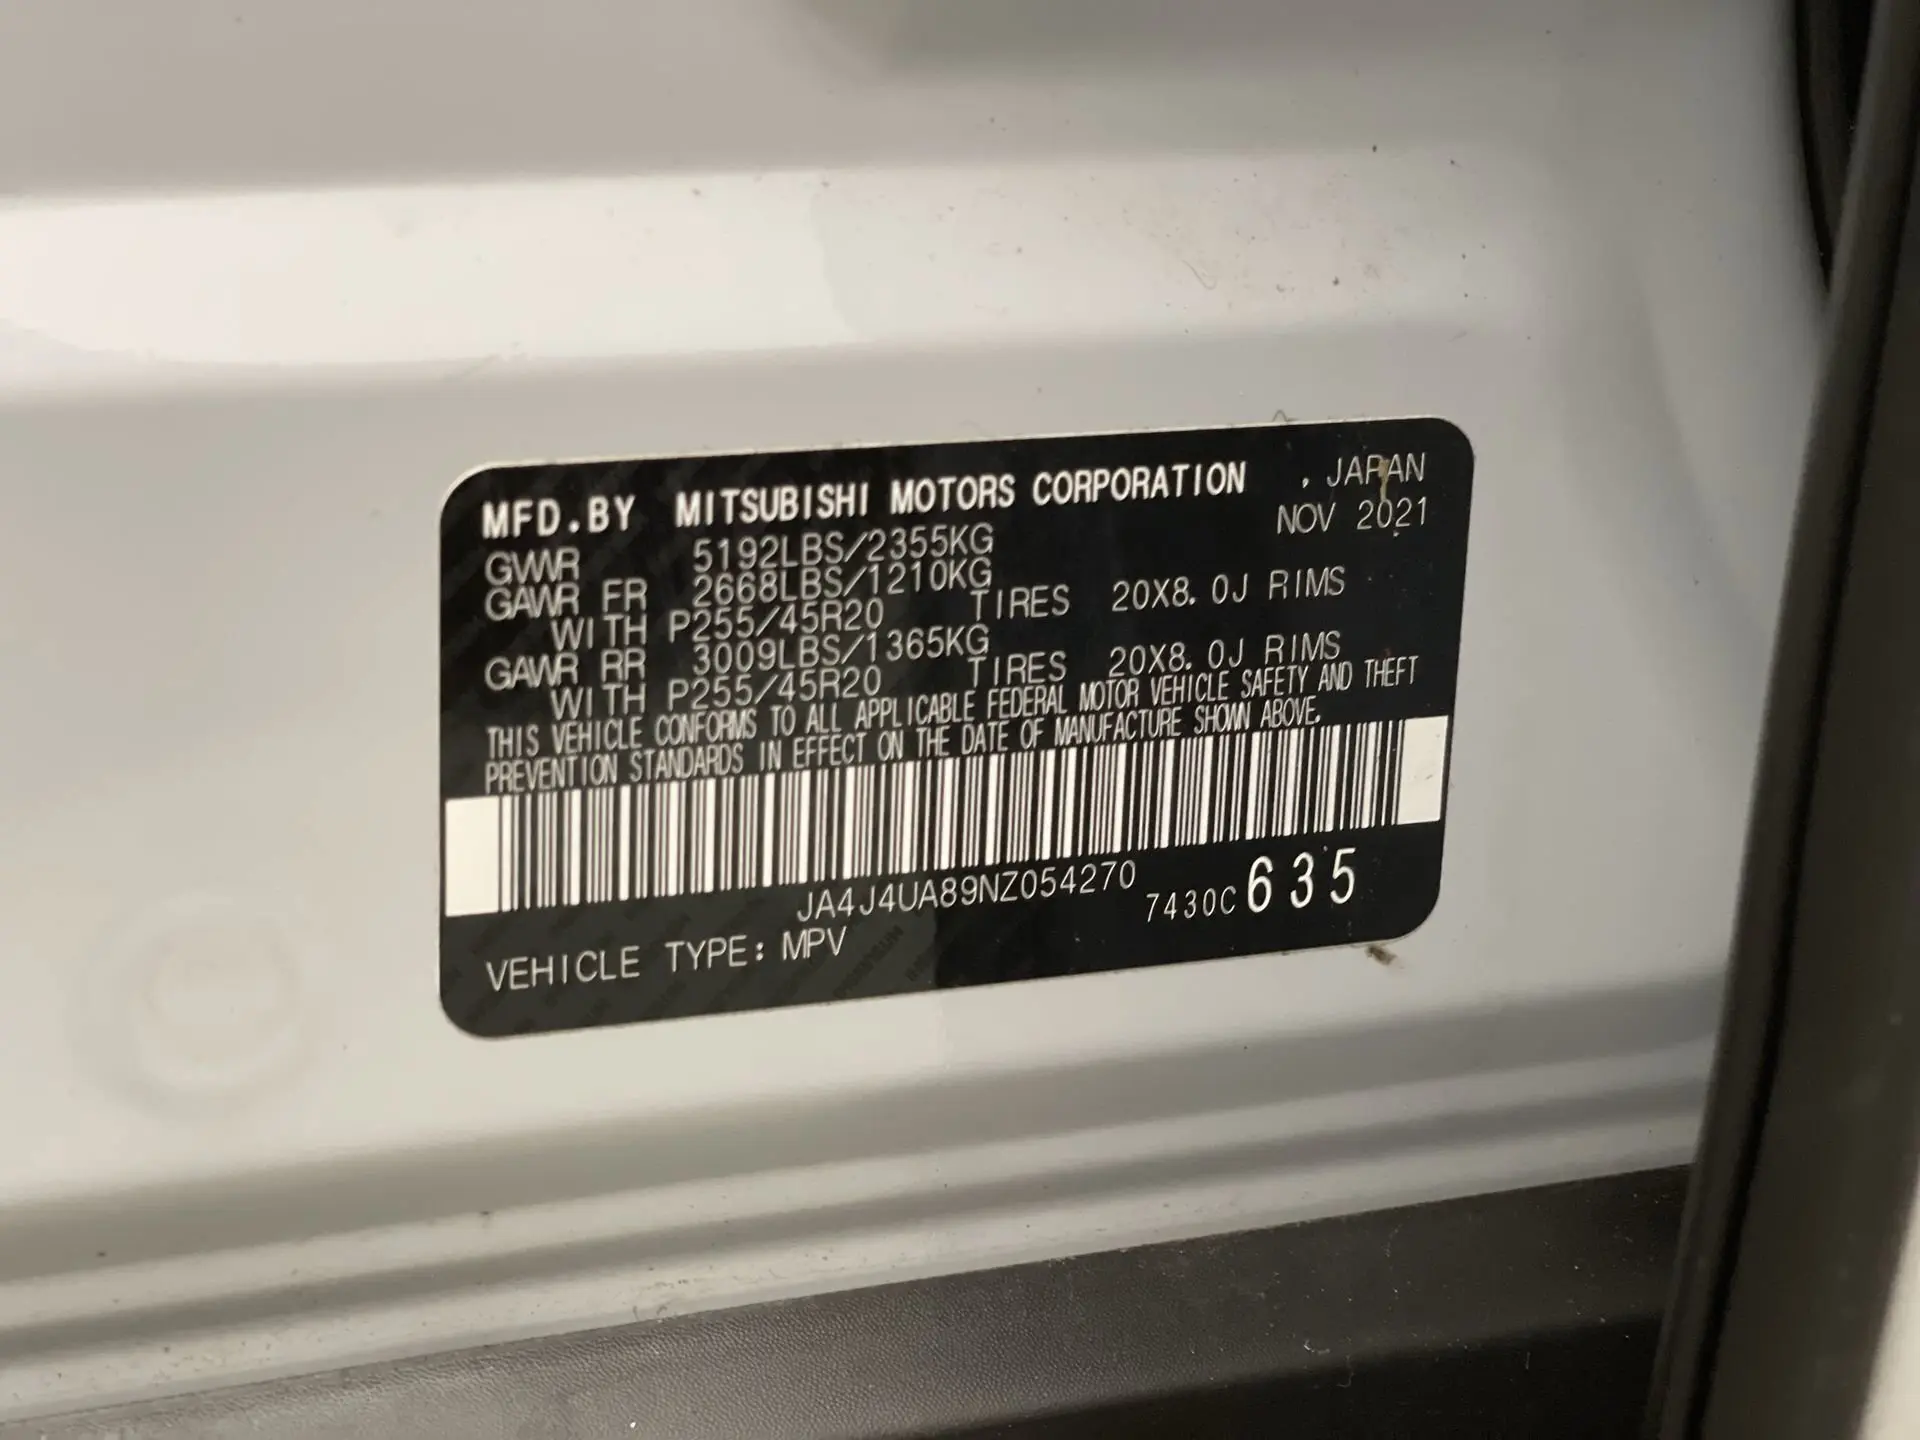 MFD.BY MITSUBISHI MOTORS CORPORATION , JAPAN
NOV 2021
GVWR 5192LBS/2355KG
GAWR FR 2668LBS/1210KG
WITH P255/45R20 TIRES 20X8.0J RIMS
GAWR RR 3009LBS/1365KG
WITH P255/45R20 TIRES 20X8.0J RIMS
THIS VEHICLE CONFORMS TO ALL APPLICABLE FEDERAL MOTOR VEHICLE SAFETY AND THEFT
PREVENTION STANDARDS IN EFFECT ON THE DATE OF MANUFACTURE SHOWN ABOVE.
JA4J4UA89NZ054270
7430C 635
VEHICLE TYPE: MPV